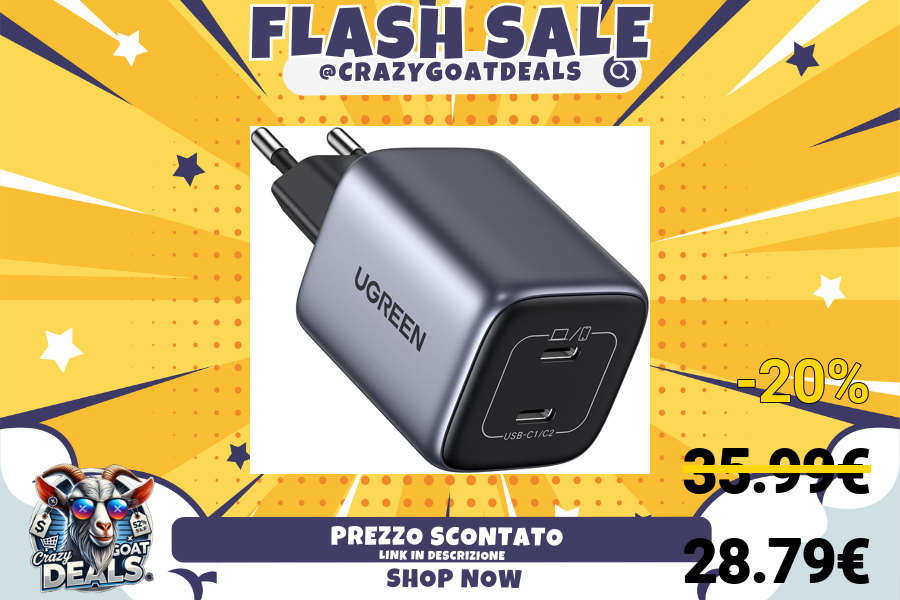 FLASH SALE
@CRAZYGOATDEALS
UGREEN
USB-C1/C2
-20%
35.99€
28.79€
PREZZO SCONTATO
LINK IN DESCRIZIONE
SHOP NOW
$
52%
Crazy
GOAT
DEALS